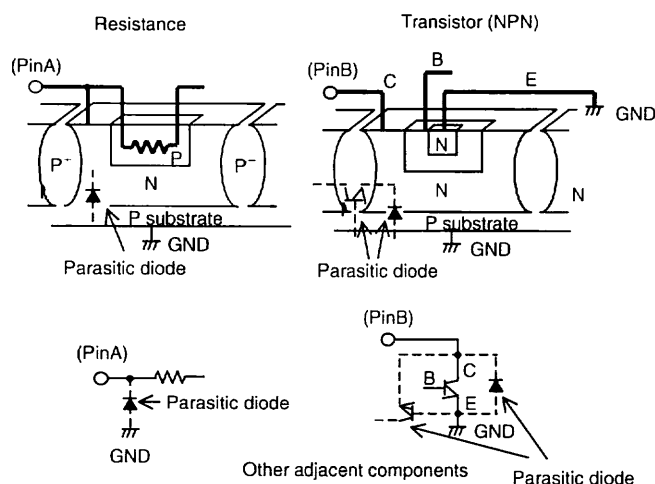 Resistance
Transistor (NPN)
(PinA)
(PinB)
C
B
E
GND
P+
P
P−
N
P substrate
GND
Parasitic diode
N
N
N
P substrate
GND
Parasitic diode
(PinA)
Parasitic diode
GND
(PinB)
C
B
E
GND
Other adjacent components
Parasitic diode